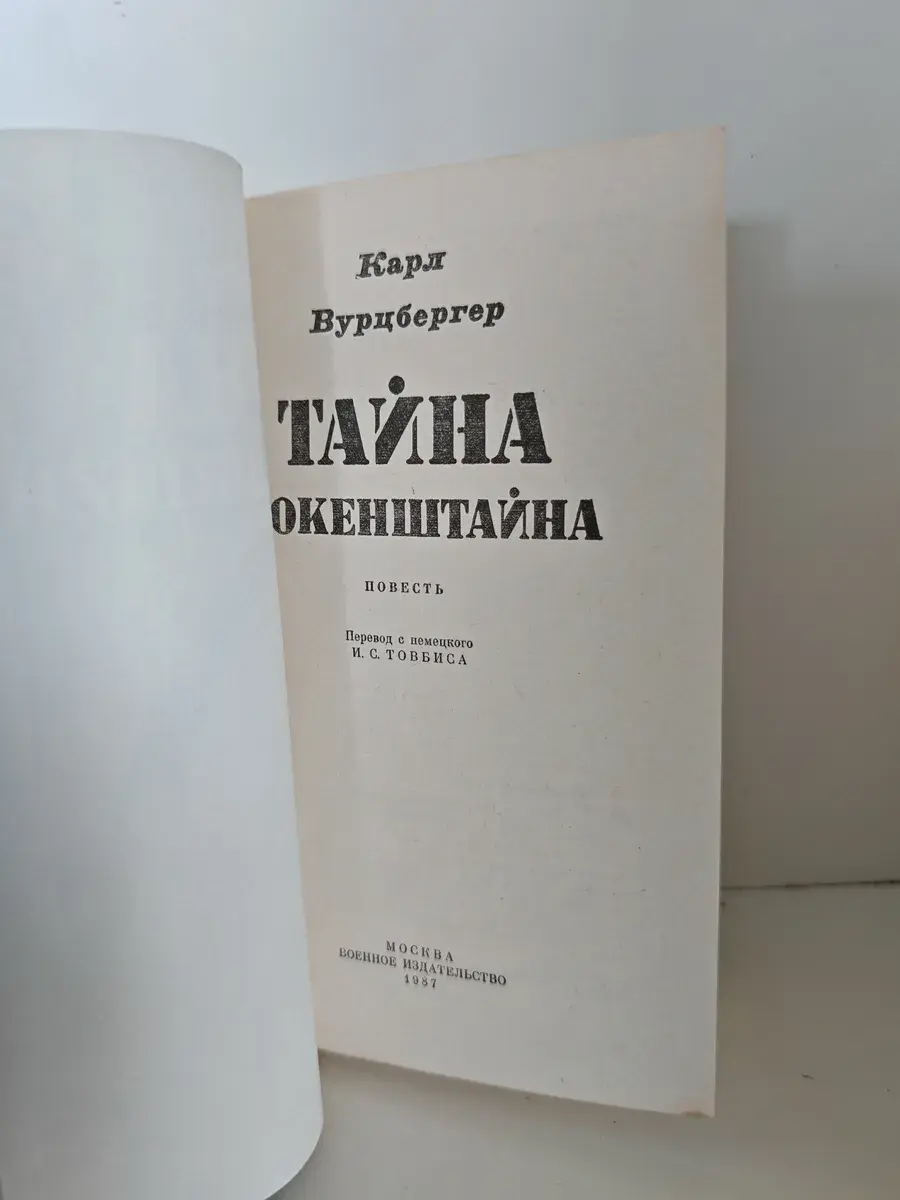 Карл
Вурцбергер
ТАЙНА
ОКЕНШТАЙНА
ПОВЕСТЬ
Перевод с немецкого
И. С. ТОВБИСА
МОСКВА
ВОЕННОЕ ИЗДАТЕЛЬСТВО
1987